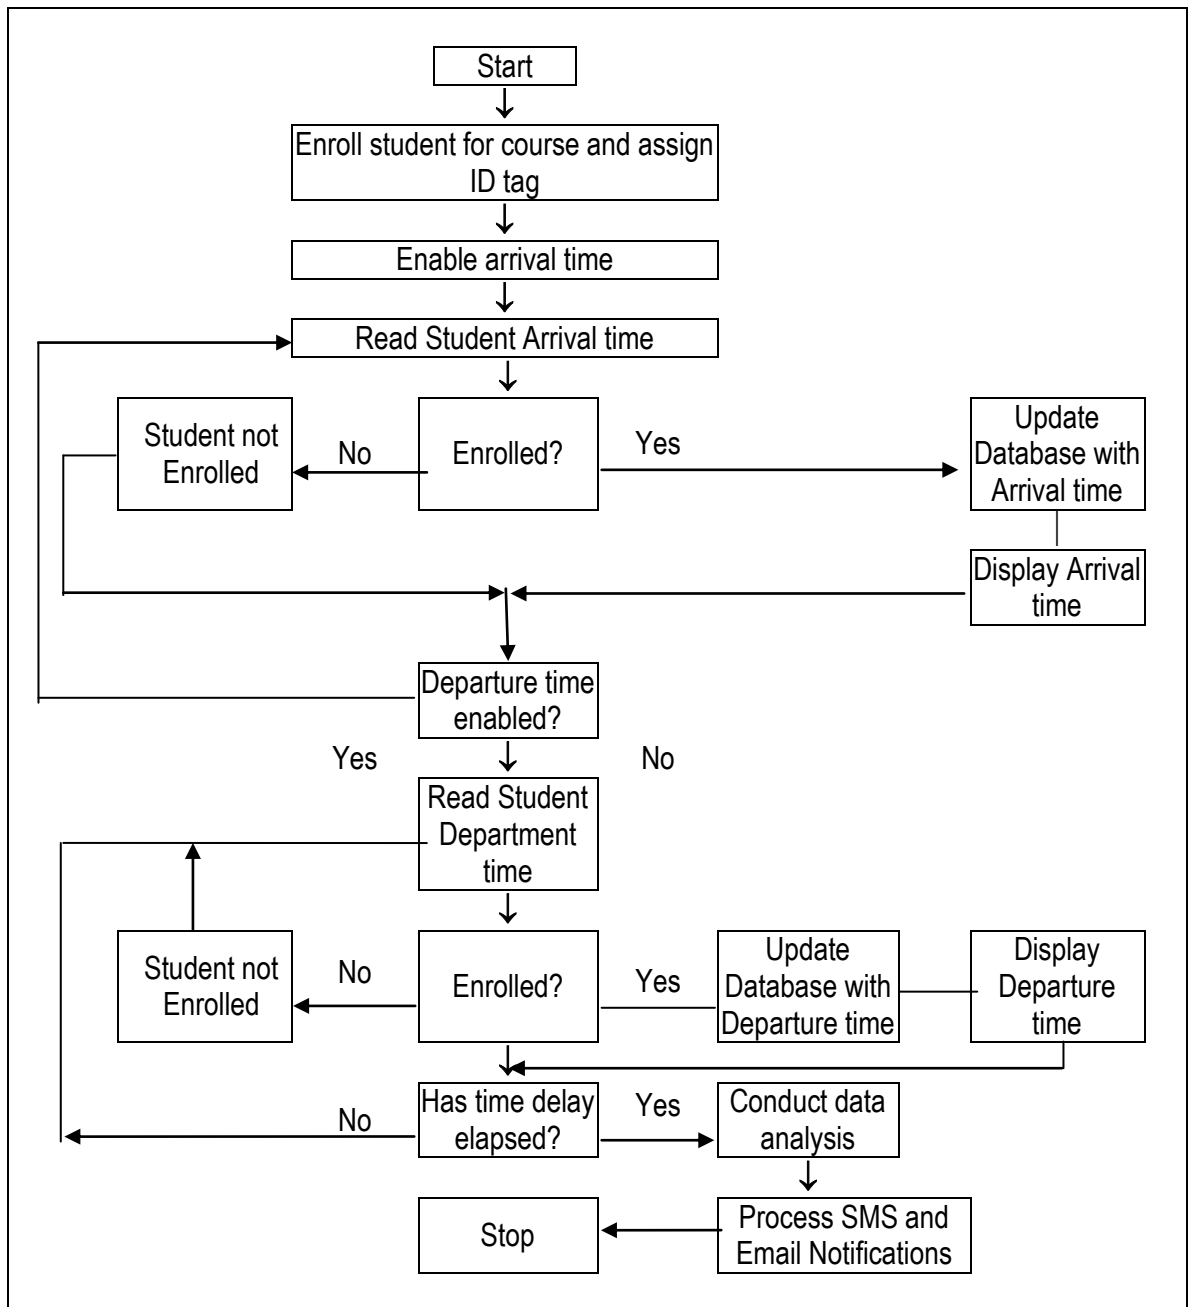 Start
Enroll student for course and assign
ID tag
Enable arrival time
Read Student Arrival time
Student not
Enrolled
No
Enrolled?
Yes
Update
Database with
Arrival time
Display Arrival
time
Departure time
enabled?
Yes
No
Read Student
Department
time
Student not
Enrolled
No
Enrolled?
Yes
Update
Database with
Departure time
Display
Departure
time
No
Has time delay
elapsed?
Yes
Conduct data
analysis
Stop
Process SMS and
Email Notifications